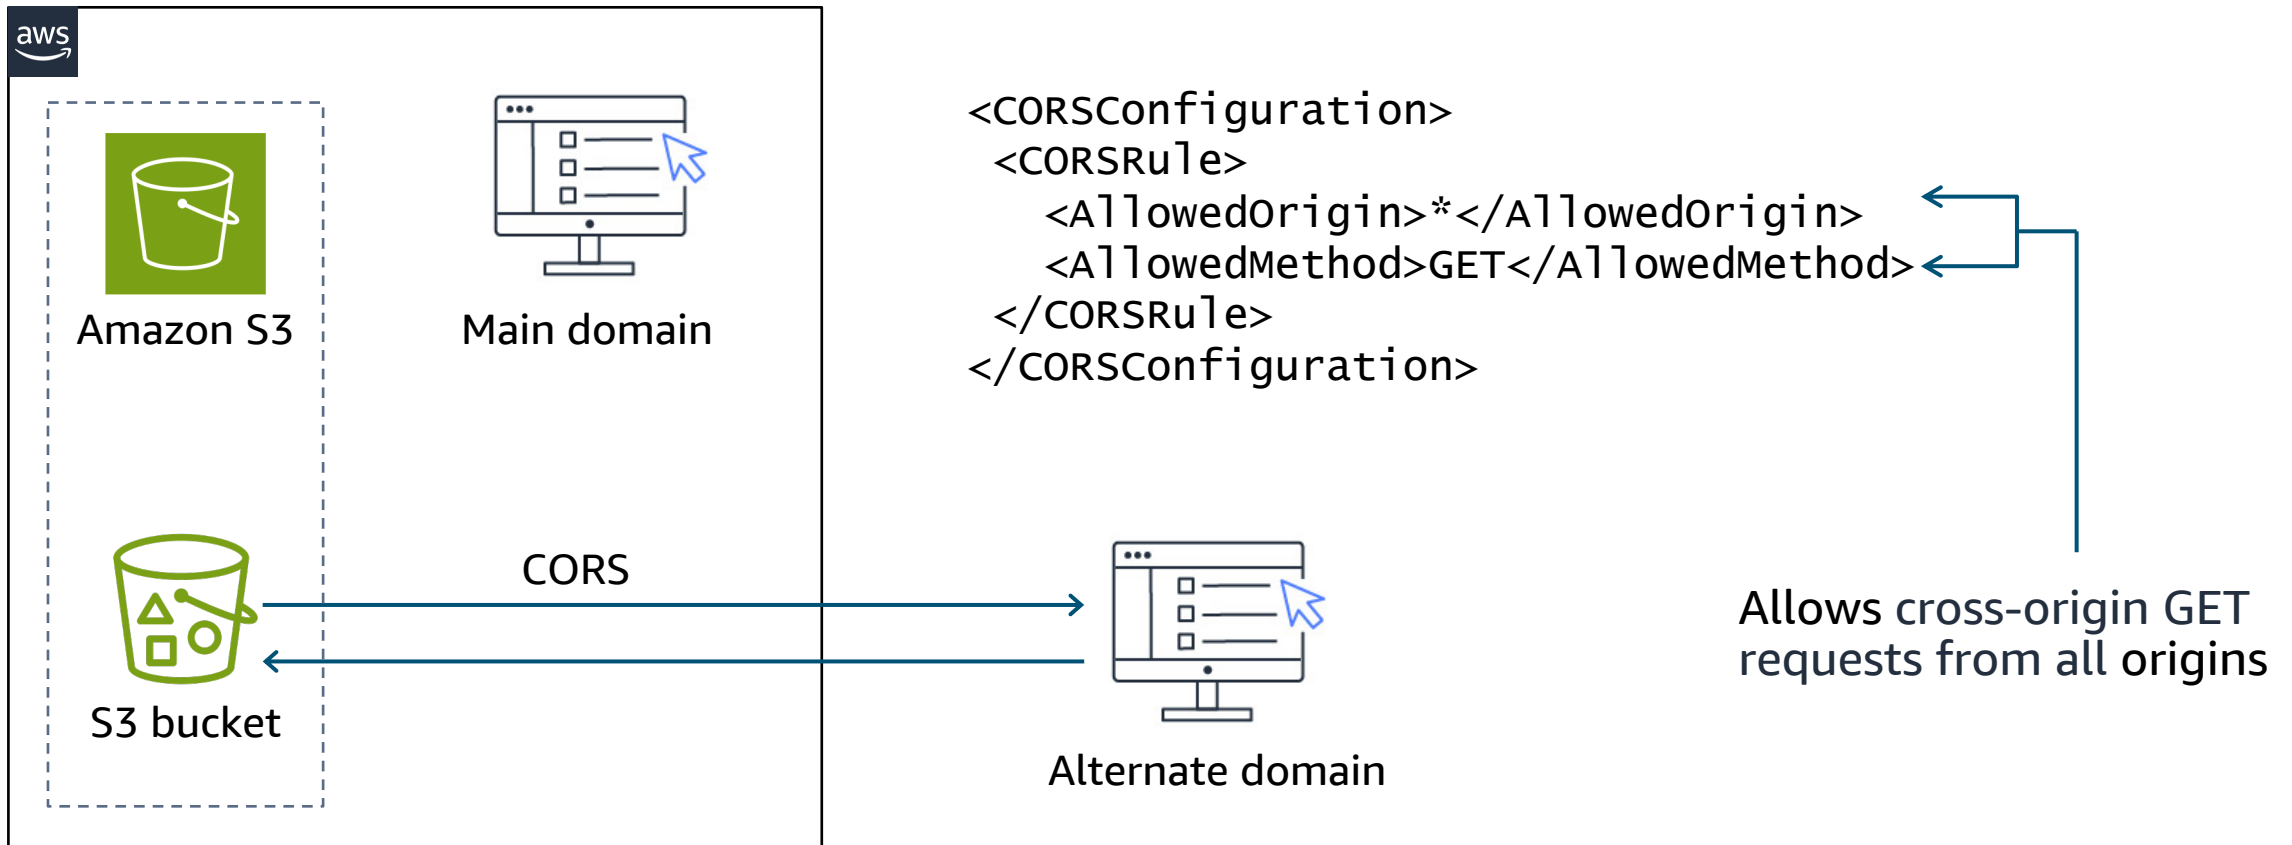 aws
Amazon S3
Main domain
<CORSConfiguration>
<CORSRule>
<AllowedOrigin>*</AllowedOrigin>
<AllowedMethod>GET</AllowedMethod>
</CORSRule>
</CORSConfiguration>
CORS
S3 bucket
Alternate domain
Allows cross-origin GET
requests from all origins